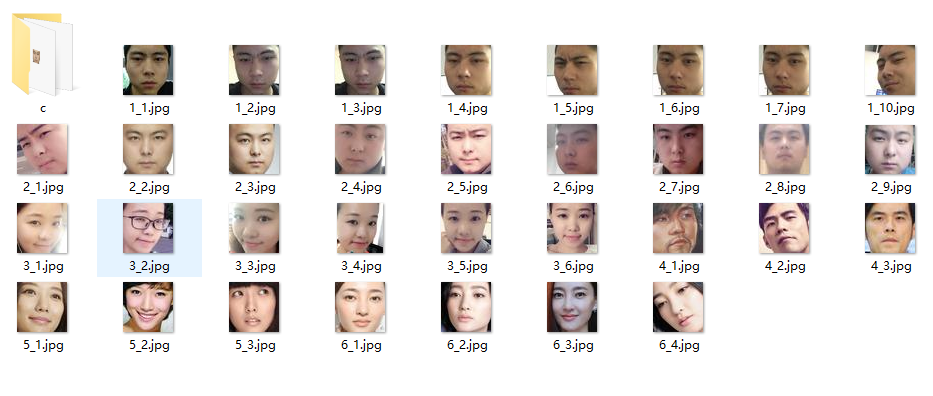 c 1_1.jpg 1_2.jpg 1_3.jpg 1_4.jpg 1_5.jpg 1_6.jpg 1_7.jpg 1_10.jpg
2_1.jpg 2_2.jpg 2_3.jpg 2_4.jpg 2_5.jpg 2_6.jpg 2_7.jpg 2_8.jpg 2_9.jpg
3_1.jpg 3_2.jpg 3_3.jpg 3_4.jpg 3_5.jpg 3_6.jpg 4_1.jpg 4_2.jpg 4_3.jpg
5_1.jpg 5_2.jpg 5_3.jpg 6_1.jpg 6_2.jpg 6_3.jpg 6_4.jpg